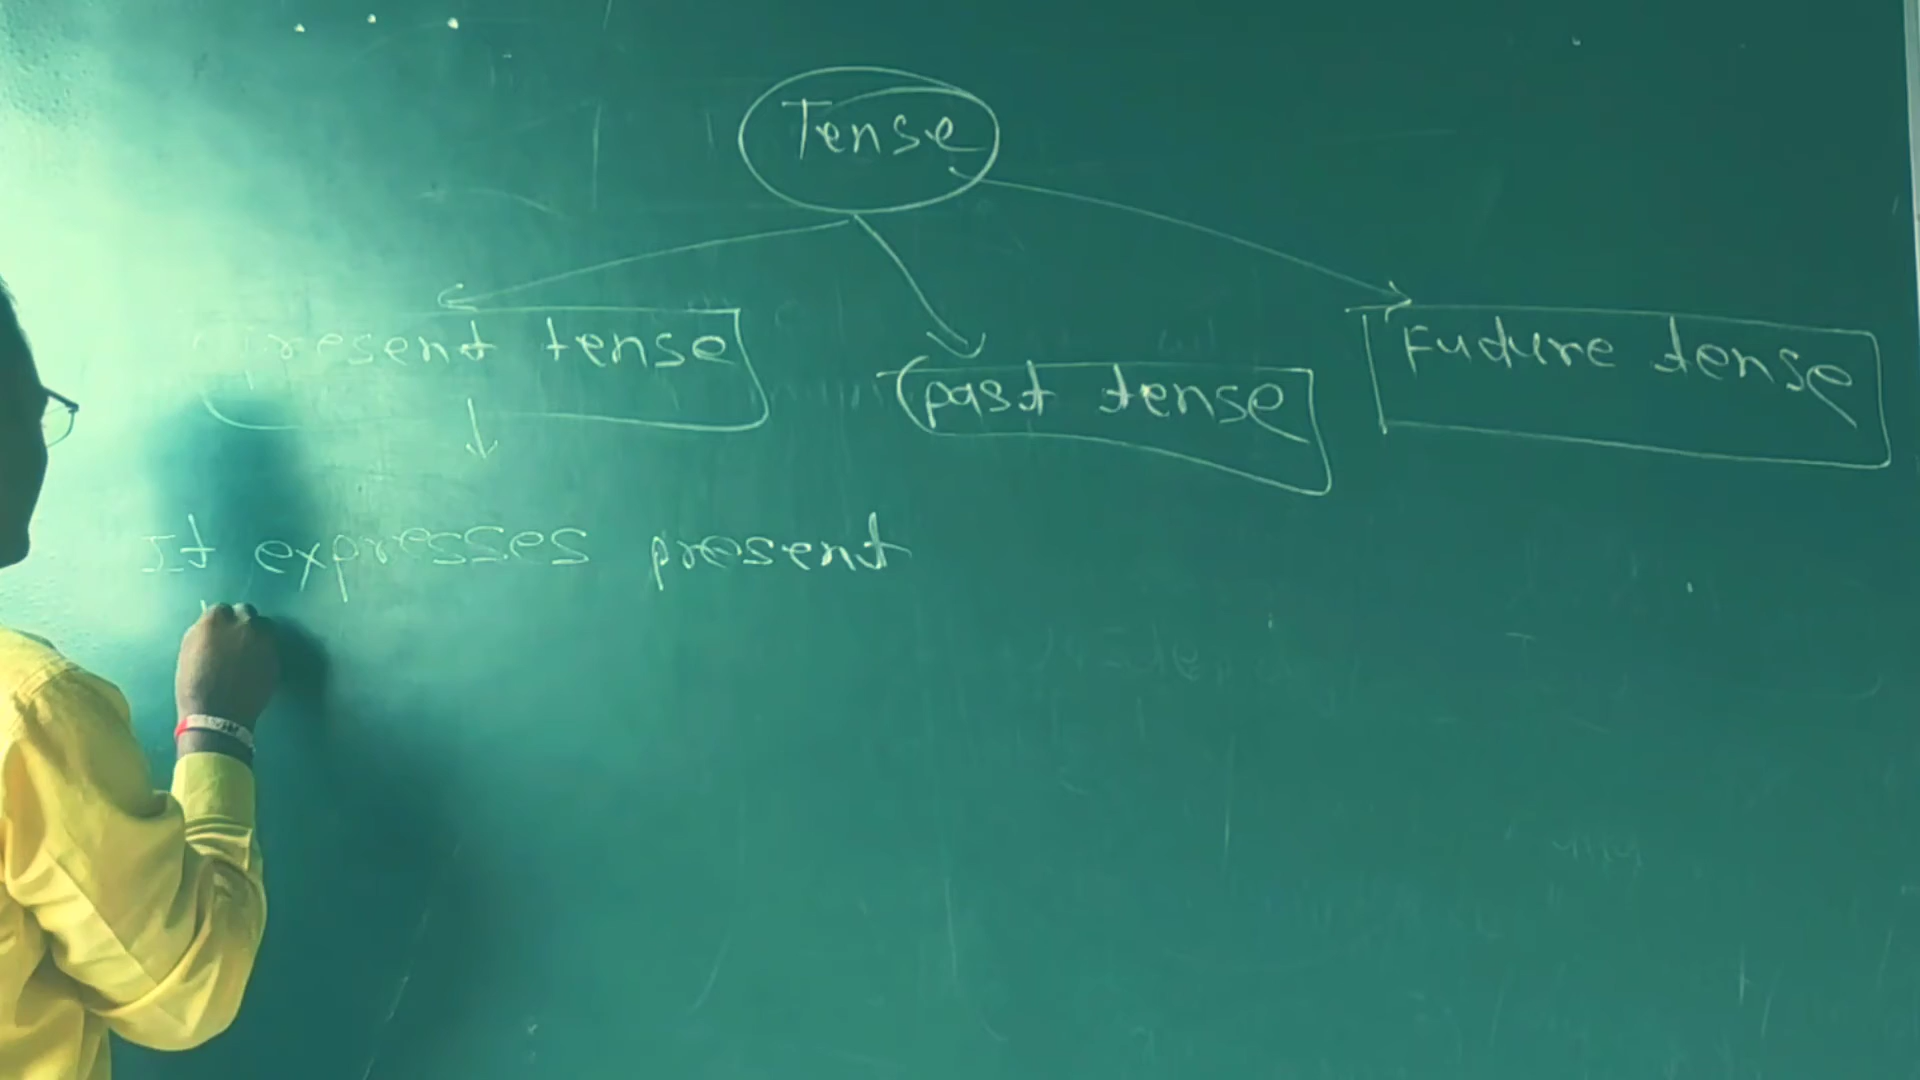 Tense
present tense
past tense
Future tense
It expresses present